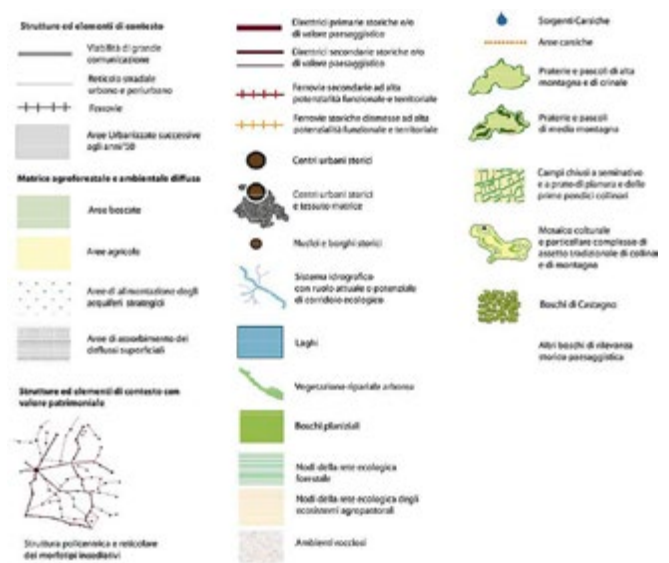 Strutture ed elementi di contesto
Viabilità di grande
comunicazione
Reticolo stradale
urbano e periurbano
Ferrovie
Aree Urbanizzate successive
agli anni'50
Matrice agroforestale e ambientale diffusa
Aree boscate
Aree agricole
Aree di alimentazione degli
acquiferi strategici
Aree di assorbimento dei
deflussi superficiali
Strutture ed elementi di contesto con
valore patrimoniale
Struttura policentrica e reticolare
dei morfotipi insediativi
Direttrici primarie storiche e/o
di valore paesaggistico
Direttrici secondarie storiche e/o
di valore paesaggistico
Ferrovie secondarie ad alta
potenzialità funzionale e territoriale
Ferrovie storiche dismesse ad alta
potenzialità funzionale e territoriale
Centri urbani storici
Centri urbani storici
e tessuto matrice
Nuclei e borghi storici
Sistema idrografico
con ruolo attuale o potenziale
di corridoio ecologico
Laghi
Vegetazione ripariale arborea
Boschi planiziali
Nodi della rete ecologica
forestale
Nodi della rete ecologica degli
ecosistemi agropastorali
Ambienti rocciosi
Sorgenti Carsiche
Aree carsiche
Praterie e pascoli di alta
montagna e di crinale
Praterie e pascoli
di media montagna
Campi chiusi a seminativo
e a prato di pianura e delle
prime pendici collinari
Mosaico colturale
e particellare complesso di
assetto tradizionale di collina
e di montagna
Boschi di Castagno
Altri boschi di rilevanza
storico paesaggistica